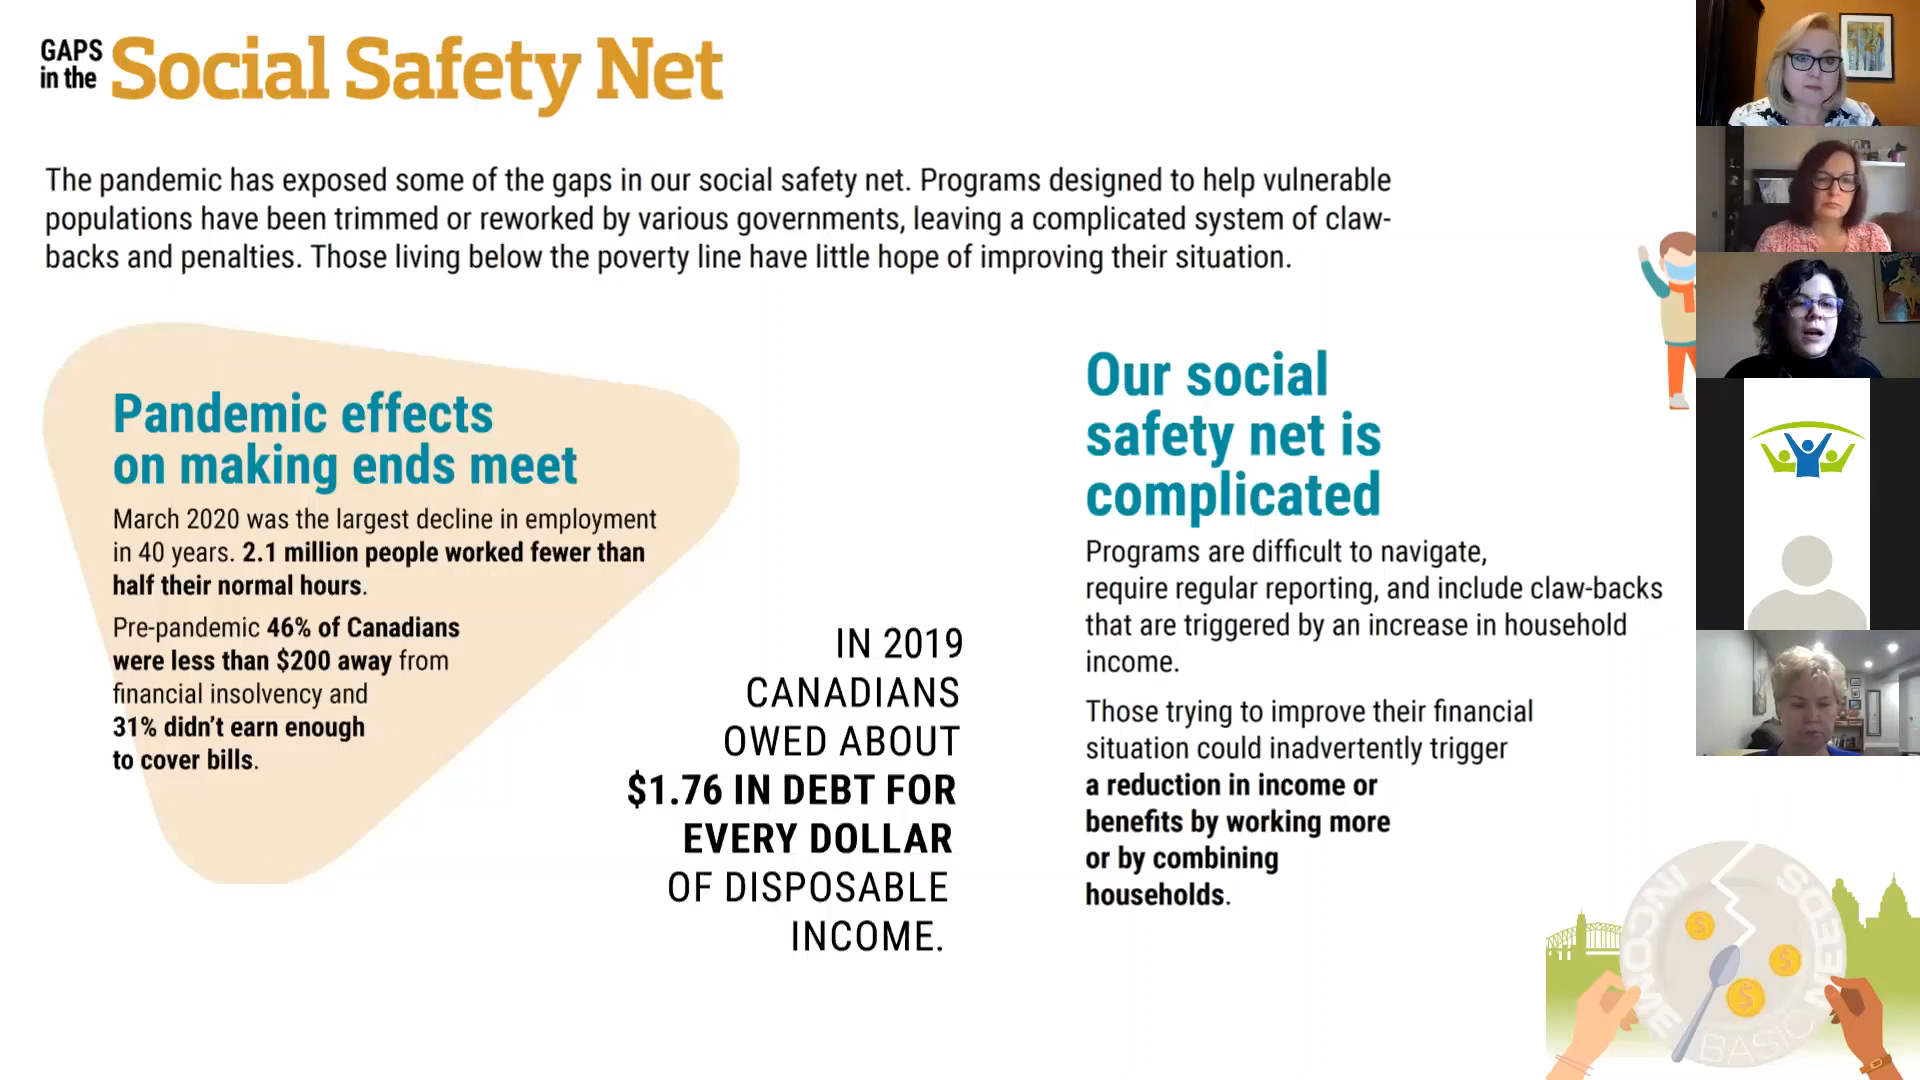 GAPS
in the
Social Safety Net
The pandemic has exposed some of the gaps in our social safety net. Programs designed to help vulnerable
populations have been trimmed or reworked by various governments, leaving a complicated system of claw-
backs and penalties. Those living below the poverty line have little hope of improving their situation.
Pandemic effects
on making ends meet
March 2020 was the largest decline in employment
in 40 years. 2.1 million people worked fewer than
half their normal hours.
Pre-pandemic 46% of Canadians
were less than $200 away from
financial insolvency and
31% didn't earn enough
to cover bills.
IN 2019
CANADIANS
OWED ABOUT
$1.76 IN DEBT FOR
EVERY DOLLAR
OF DISPOSABLE
INCOME.
Our social
safety net is
complicated
Programs are difficult to navigate,
require regular reporting, and include claw-backs
that are triggered by an increase in household
income.
Those trying to improve their financial
situation could inadvertently trigger
a reduction in income or
benefits by working more
or by combining
households.
INCOME
BASIC NEEDS
$
$
$